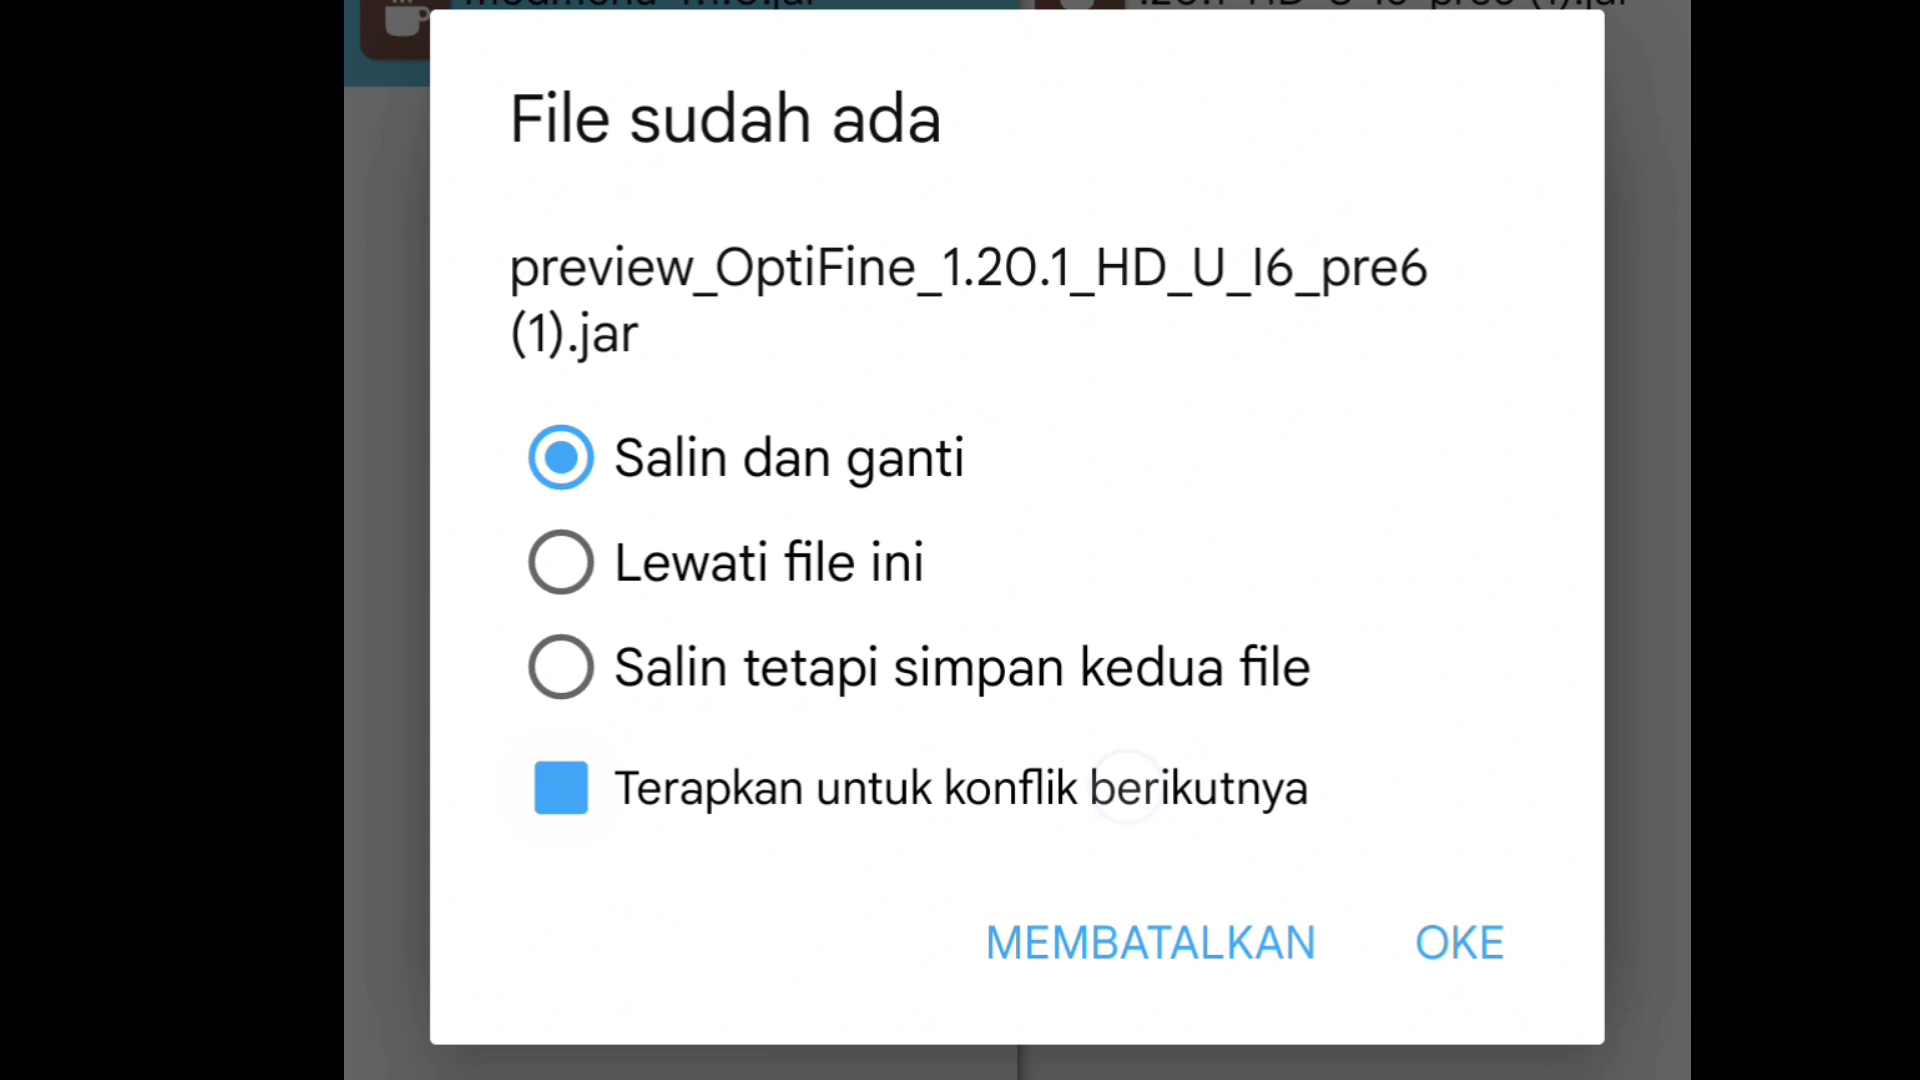 File sudah ada
preview_OptiFine_1.20.1_HD_U_I6_pre6
(1).jar
Salin dan ganti
Lewati file ini
Salin tetapi simpan kedua file
Terapkan untuk konflik berikutnya
MEMBATALKAN OKE